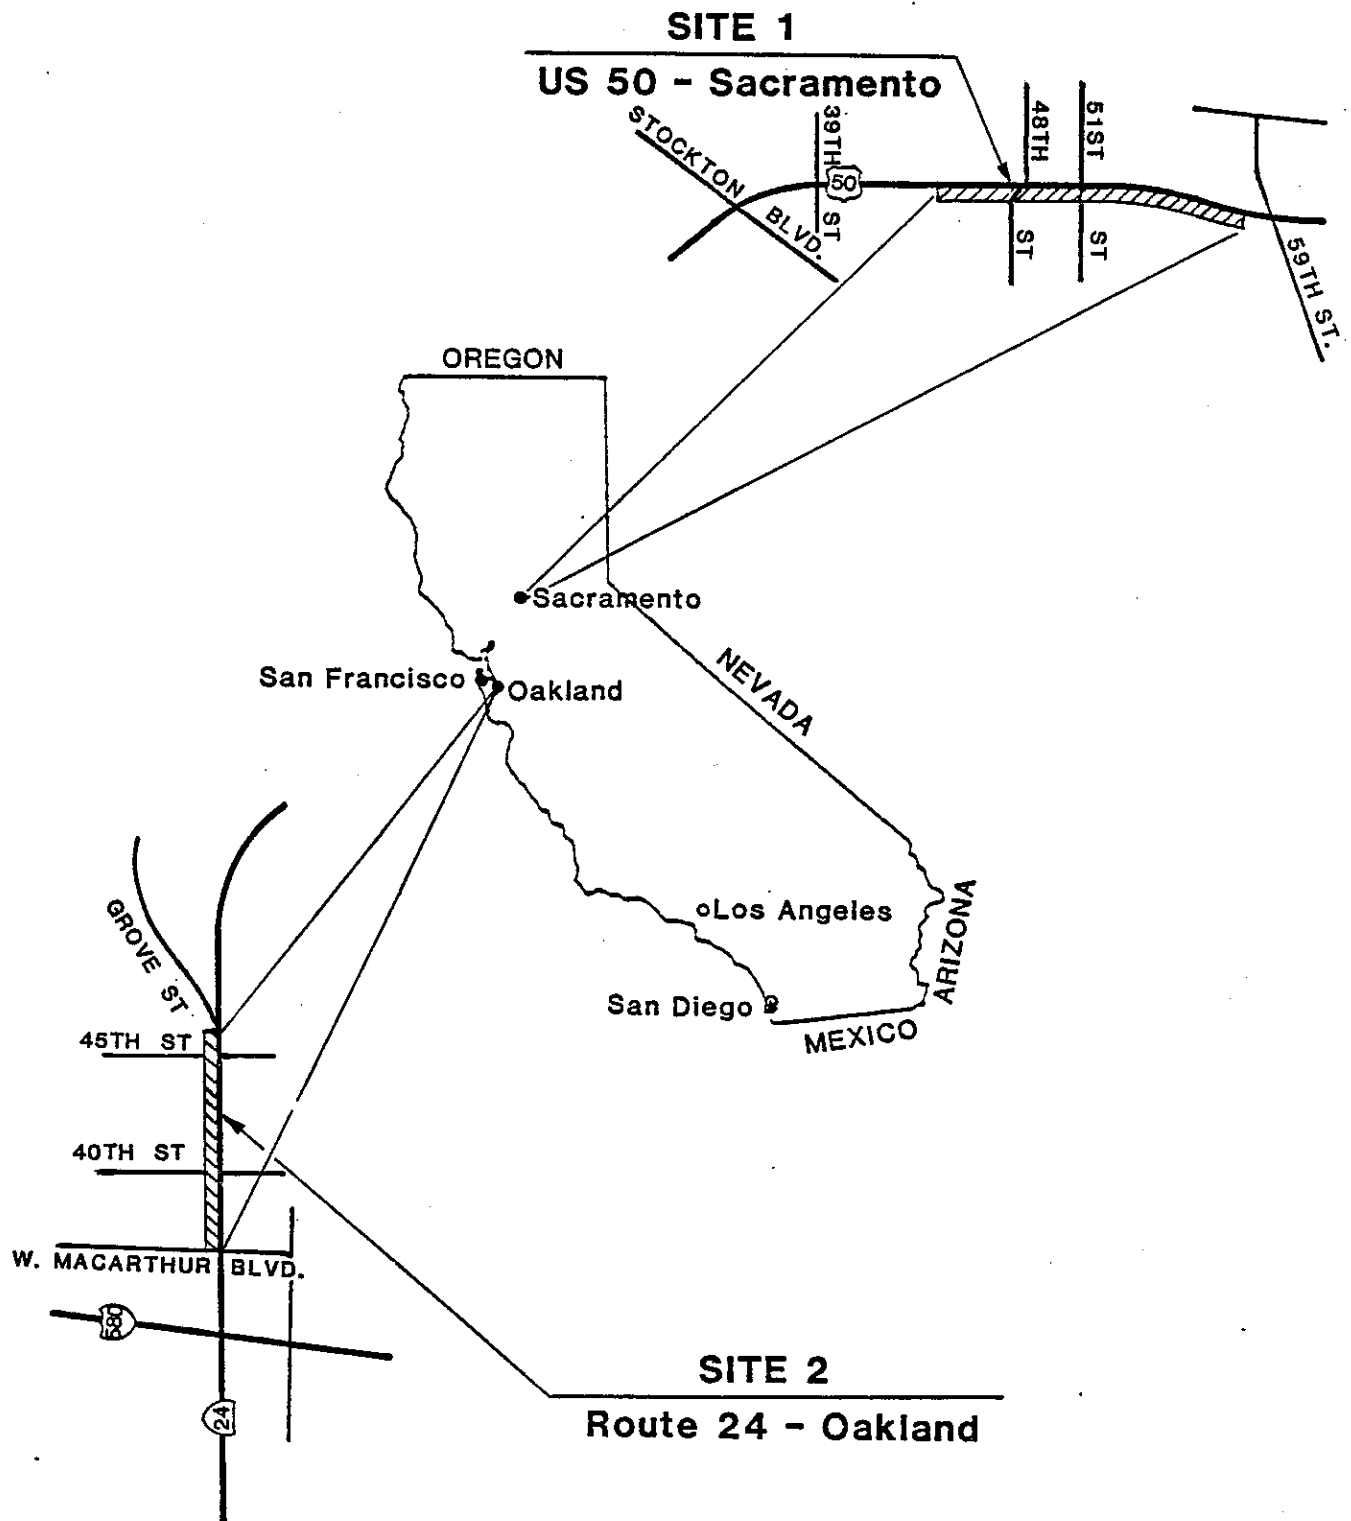 SITE 1
US 50 - Sacramento
STOCKTON BLVD.
39TH ST
50
48TH ST
51ST ST
59TH ST.
OREGON
Sacramento
NEVADA
San Francisco
Oakland
GROVE ST
Los Angeles
ARIZONA
San Diego
MEXICO
45TH ST
40TH ST
W. MACARTHUR BLVD.
580
SITE 2
24
Route 24 - Oakland